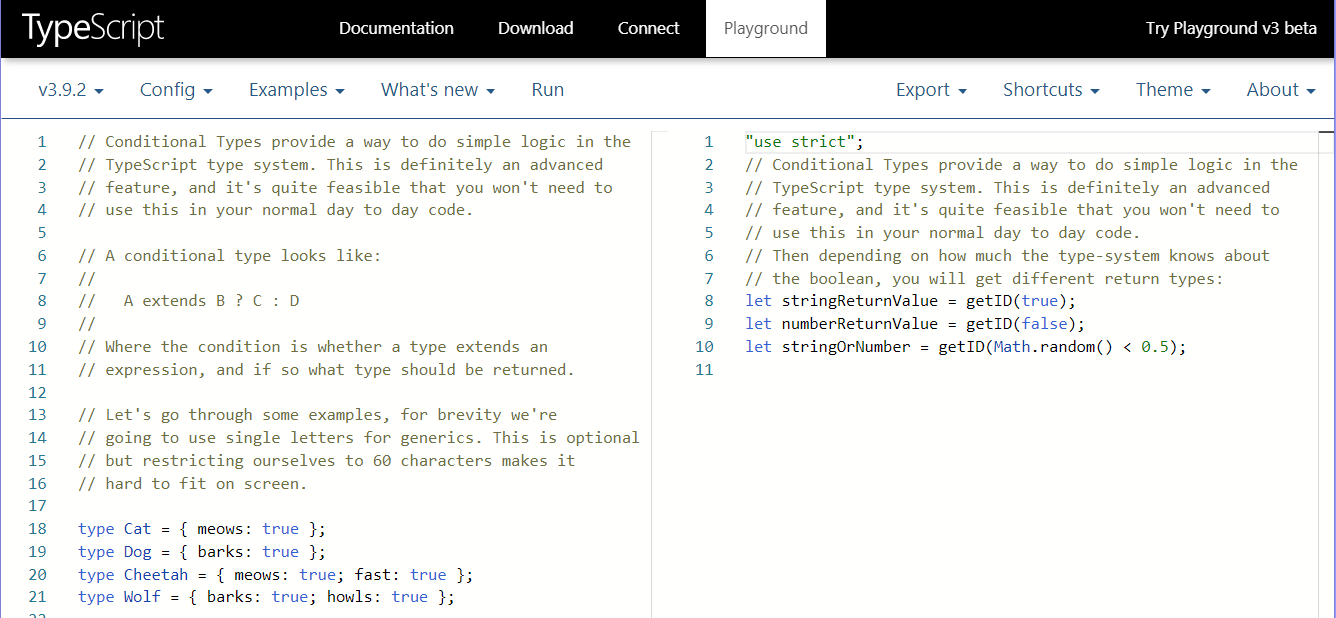 TypeScript Documentation Download Connect Playground Try Playground v3 beta
v3.9.2 Config Examples What's new Run Export Shortcuts Theme About
1 // Conditional Types provide a way to do simple logic in the
2 // TypeScript type system. This is definitely an advanced
3 // feature, and it's quite feasible that you won't need to
4 // use this in your normal day to day code.
5
6 // A conditional type looks like:
7 //
8 //   A extends B ? C : D
9 //
10 // Where the condition is whether a type extends an
11 // expression, and if so what type should be returned.
12
13 // Let's go through some examples, for brevity we're
14 // going to use single letters for generics. This is optional
15 // but restricting ourselves to 60 characters makes it
16 // hard to fit on screen.
17
18 type Cat = { meows: true };
19 type Dog = { barks: true };
20 type Cheetah = { meows: true; fast: true };
21 type Wolf = { barks: true; howls: true };
1 "use strict";
2 // Conditional Types provide a way to do simple logic in the
3 // TypeScript type system. This is definitely an advanced
4 // feature, and it's quite feasible that you won't need to
5 // use this in your normal day to day code.
6 // Then depending on how much the type-system knows about
7 // the boolean, you will get different return types:
8 let stringReturnValue = getID(true);
9 let numberReturnValue = getID(false);
10 let stringOrNumber = getID(Math.random() < 0.5);
11